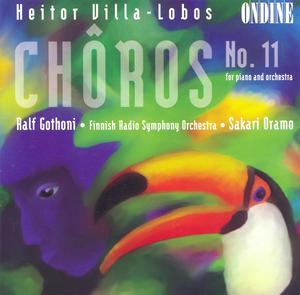 Heitor Villa-Lobos
ONDINE
CHÔROS
No. 11
for piano and orchestra
Ralf Gothoni • Finnish Radio Symphony Orchestra • Sakari Oramo